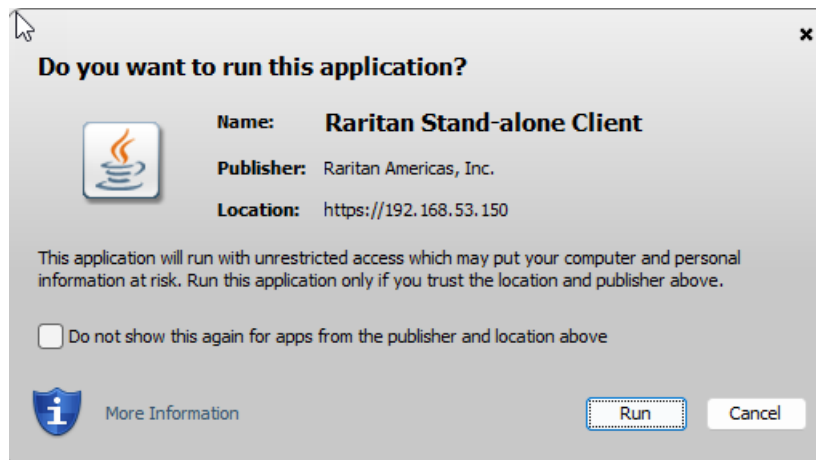 Do you want to run this application?
Name: Raritan Stand-alone Client
Publisher: Raritan Americas, Inc.
Location: https://192.168.53.150
This application will run with unrestricted access which may put your computer and personal
information at risk. Run this application only if you trust the location and publisher above.
Do not show this again for apps from the publisher and location above
More Information
Run
Cancel